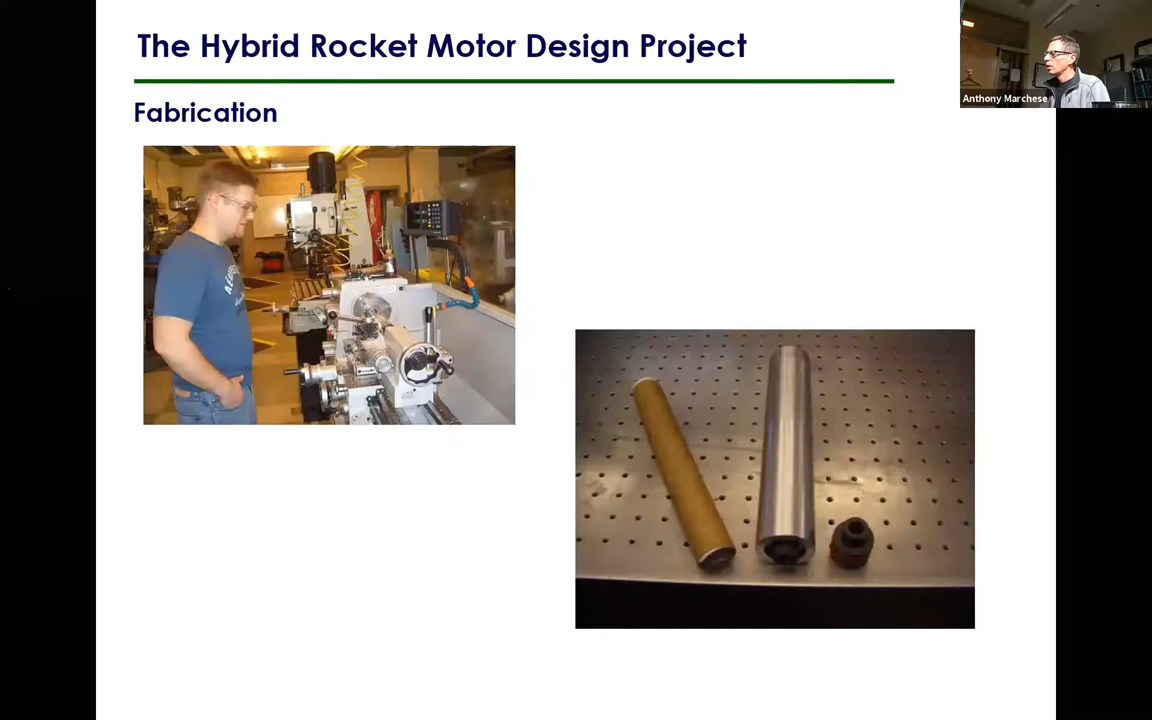 The Hybrid Rocket Motor Design Project
Anthony Marchese
Fabrication